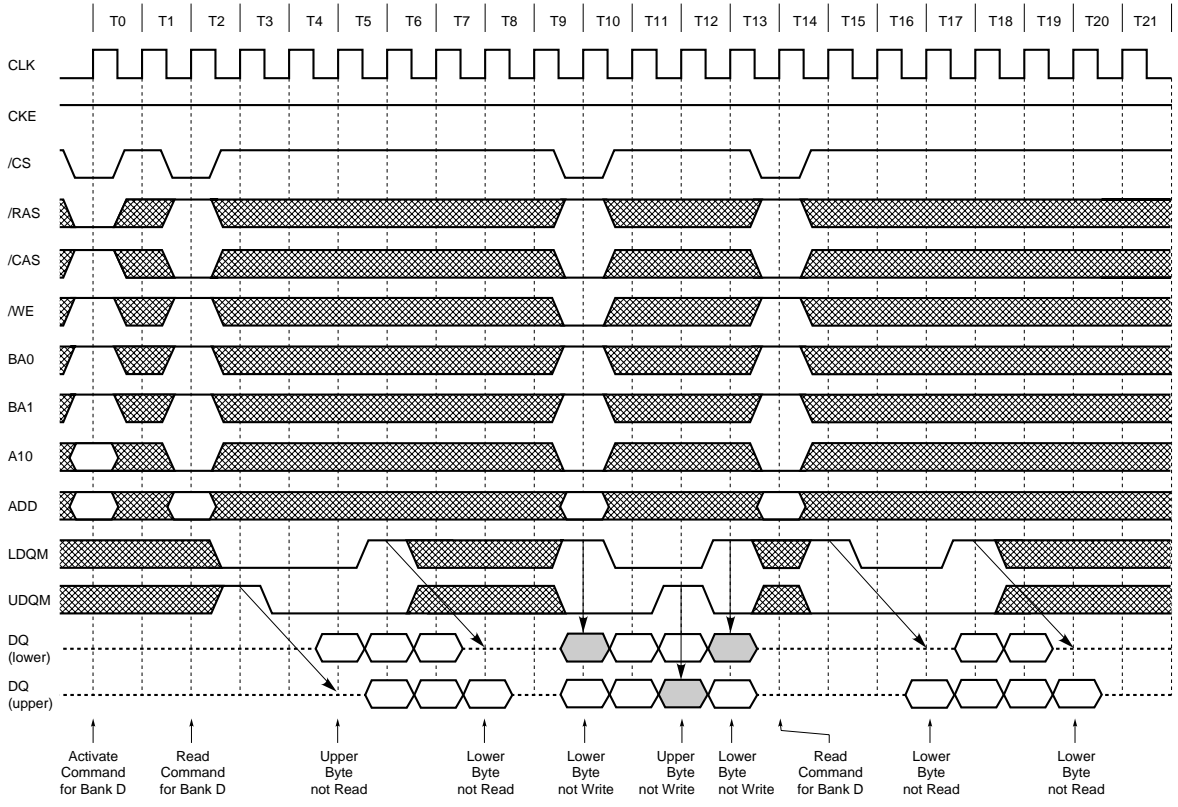 T0 T1 T2 T3 T4 T5 T6 T7 T8 T9 T10 T11 T12 T13 T14 T15 T16 T17 T18 T19 T20 T21
CLK
CKE
/CS
/RAS
/CAS
/WE
BA0
BA1
A10
ADD
LDQM
UDQM
DQ
(lower)
DQ
(upper)
Activate
Command
for Bank D
Read
Command
for Bank D
Upper
Byte
not Read
Lower
Byte
not Read
Lower
Byte
not Write
Upper
Byte
not Write
Lower
Byte
not Write
Read
Command
for Bank D
Lower
Byte
not Read
Lower
Byte
not Read